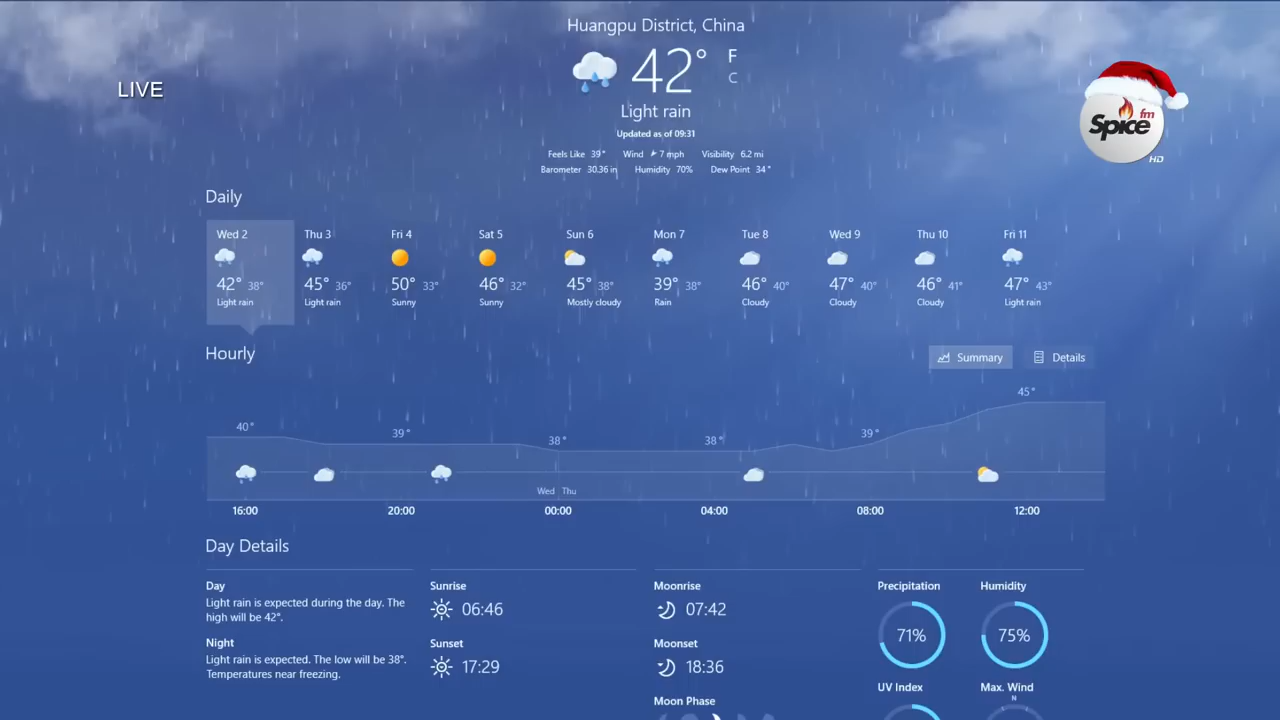 Huangpu District, China
42° F
C
LIVE
Light rain
Updated as of 09:31
Feels Like 39° Wind 7 mph Visibility 6.2 mi
Barometer 30.36 in Humidity 70% Dew Point 34°
Spice fm
HD
Daily
Wed 2 Thu 3 Fri 4 Sat 5 Sun 6 Mon 7 Tue 8 Wed 9 Thu 10 Fri 11
42° 38° 45° 36° 50° 33° 46° 32° 45° 38° 39° 38° 46° 40° 47° 40° 46° 41° 47° 43°
Light rain Light rain Sunny Sunny Mostly cloudy Rain Cloudy Cloudy Cloudy Light rain
Hourly
Summary Details
45°
40° 39° 38° 38° 39°
Wed Thu
16:00 20:00 00:00 04:00 08:00 12:00
Day Details
Day
Light rain is expected during the day. The
high will be 42°.
Night
Light rain is expected. The low will be 38°.
Temperatures near freezing.
Sunrise
06:46
Sunset
17:29
Moonrise
07:42
Moonset
18:36
Moon Phase
Precipitation Humidity
71% 75%
UV Index Max. Wind
N